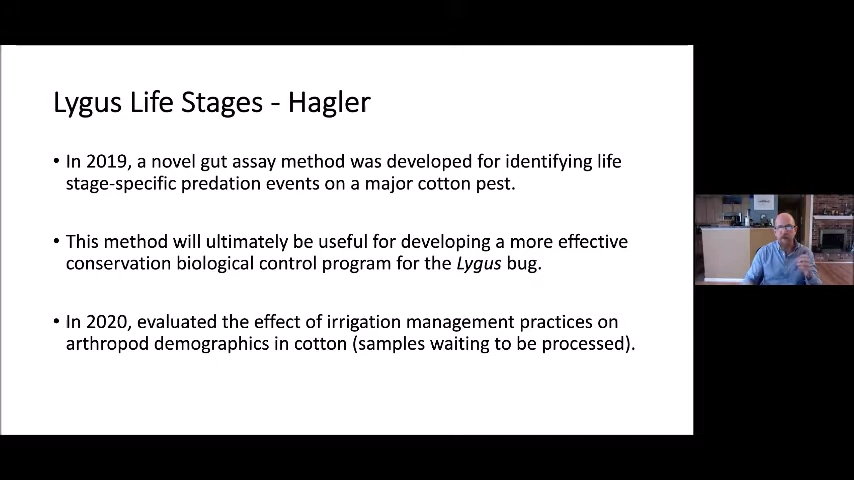 Lygus Life Stages - Hagler
• In 2019, a novel gut assay method was developed for identifying life
stage-specific predation events on a major cotton pest.
• This method will ultimately be useful for developing a more effective
conservation biological control program for the Lygus bug.
• In 2020, evaluated the effect of irrigation management practices on
arthropod demographics in cotton (samples waiting to be processed).